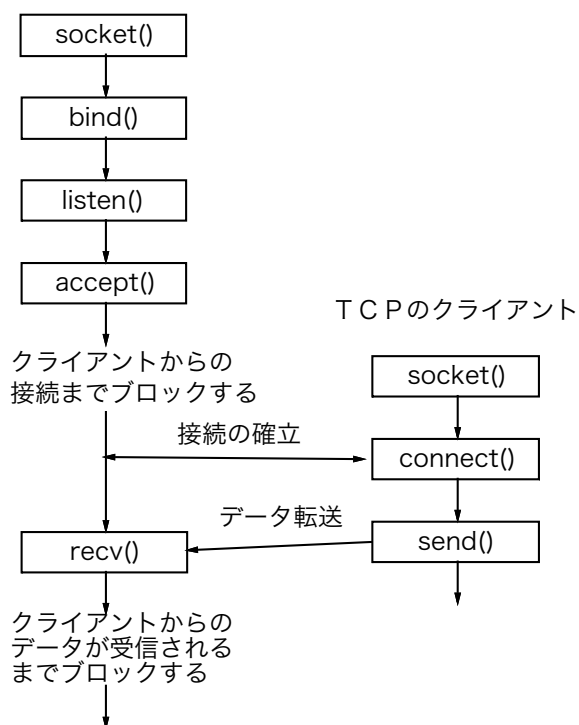 socket()
bind()
listen()
accept()
クライアントからの
接続までブロックする
recv()
クライアントからの
データが受信される
までブロックする
ＴＣＰのクライアント
socket()
接続の確立
connect()
データ転送
send()